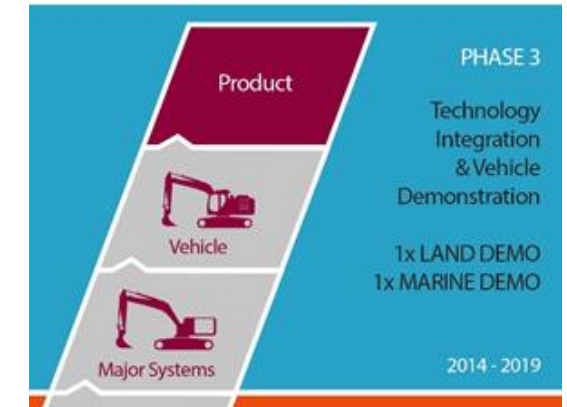 Product
Vehicle
Major Systems
PHASE 3
Technology
Integration
& Vehicle
Demonstration
1x LAND DEMO
1x MARINE DEMO
2014 - 2019